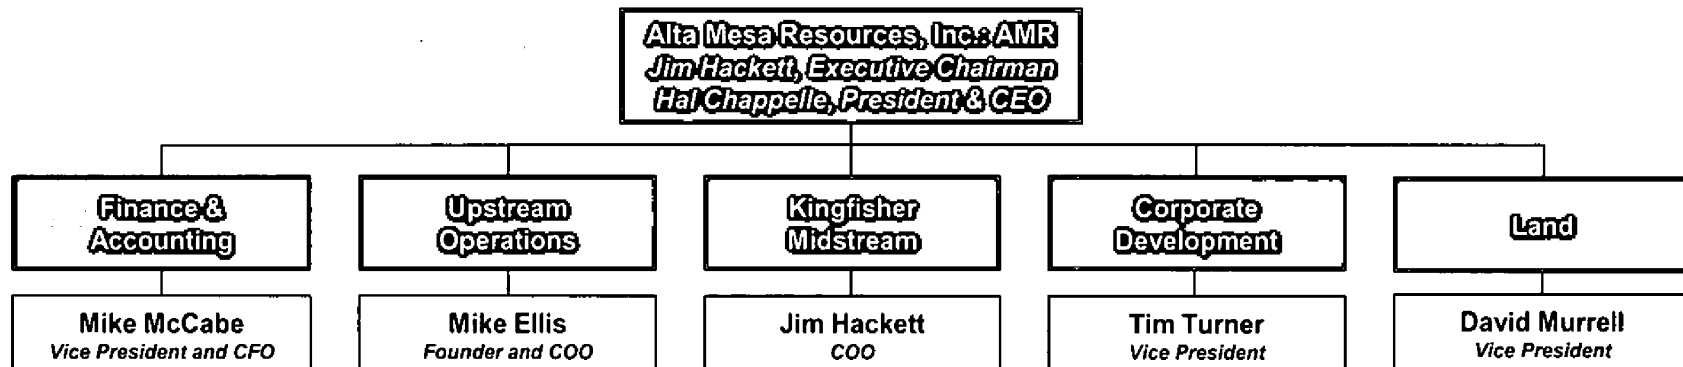 Alta Mesa Resources, Inc.: AMR
Jim Hackett, Executive Chairman
Hal Chappelle, President & CEO
Finance &
Accounting
Upstream
Operations
Kingfisher
Midstream
Corporate
Development
Land
Mike McCabe
Vice President and CFO
Mike Ellis
Founder and COO
Jim Hackett
COO
Tim Turner
Vice President
David Murrell
Vice President